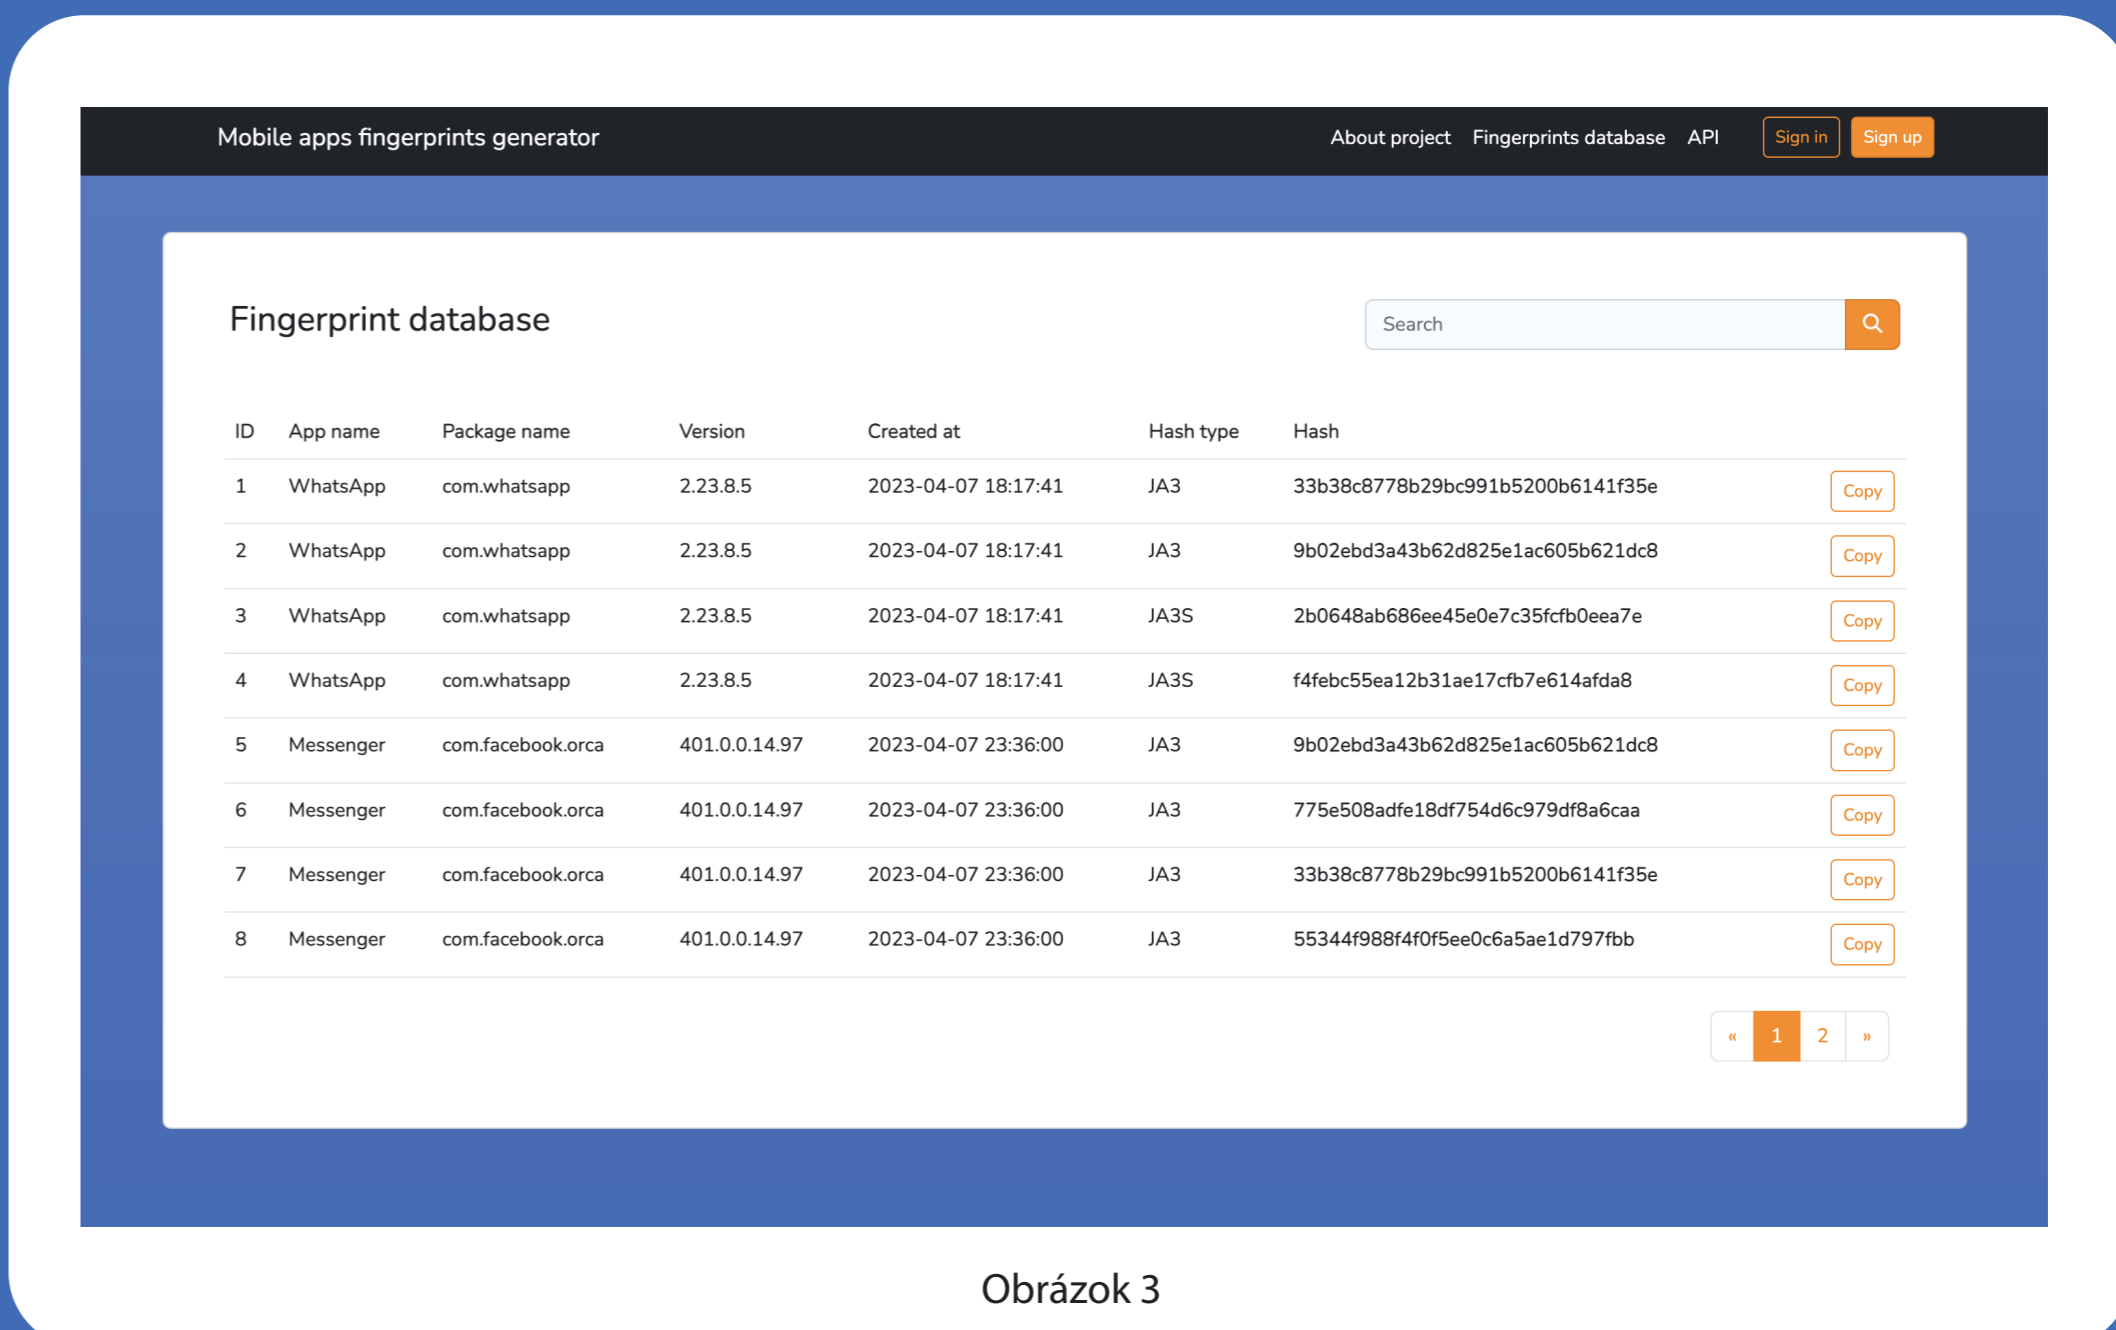 Mobile apps fingerprints generator About project Fingerprints database API Sign in Sign up
Fingerprint database Search
ID App name Package name Version Created at Hash type Hash
1 WhatsApp com.whatsapp 2.23.8.5 2023-04-07 18:17:41 JA3 33b38c8778b29bc991b5200b6141f35e Copy
2 WhatsApp com.whatsapp 2.23.8.5 2023-04-07 18:17:41 JA3 9b02ebd3a43b62d825e1ac605b621dc8 Copy
3 WhatsApp com.whatsapp 2.23.8.5 2023-04-07 18:17:41 JA3S 2b0648ab686ee45e0e7c35fcfb0eea7e Copy
4 WhatsApp com.whatsapp 2.23.8.5 2023-04-07 18:17:41 JA3S f4febc55ea12b31ae17cfb7e614afda8 Copy
5 Messenger com.facebook.orca 401.0.0.14.97 2023-04-07 23:36:00 JA3 9b02ebd3a43b62d825e1ac605b621dc8 Copy
6 Messenger com.facebook.orca 401.0.0.14.97 2023-04-07 23:36:00 JA3 775e508adfe18df754d6c979df8a6caa Copy
7 Messenger com.facebook.orca 401.0.0.14.97 2023-04-07 23:36:00 JA3 33b38c8778b29bc991b5200b6141f35e Copy
8 Messenger com.facebook.orca 401.0.0.14.97 2023-04-07 23:36:00 JA3 55344f988f4f0f5ee0c6a5ae1d797fbb Copy
« 1 2 »
Obrázok 3